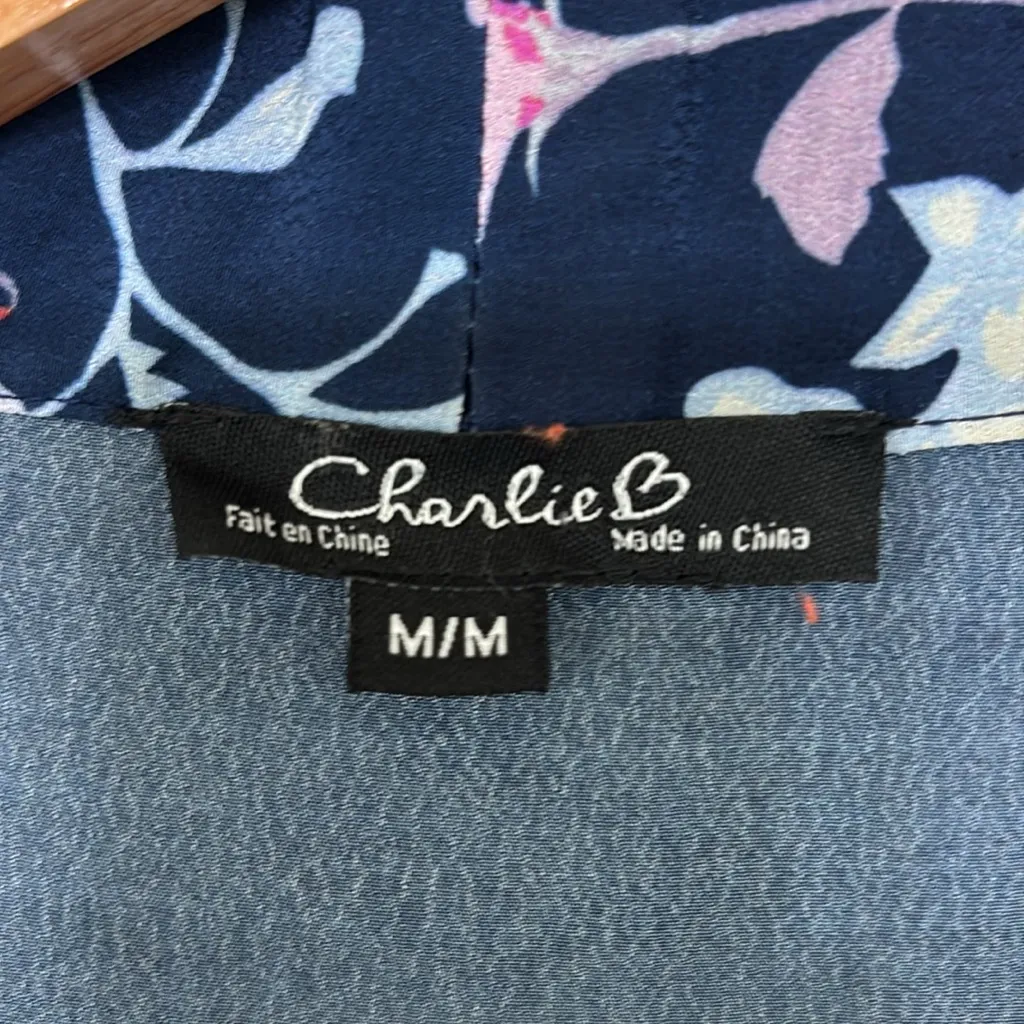 Charlie B
Fait en Chine Made in China
M/M